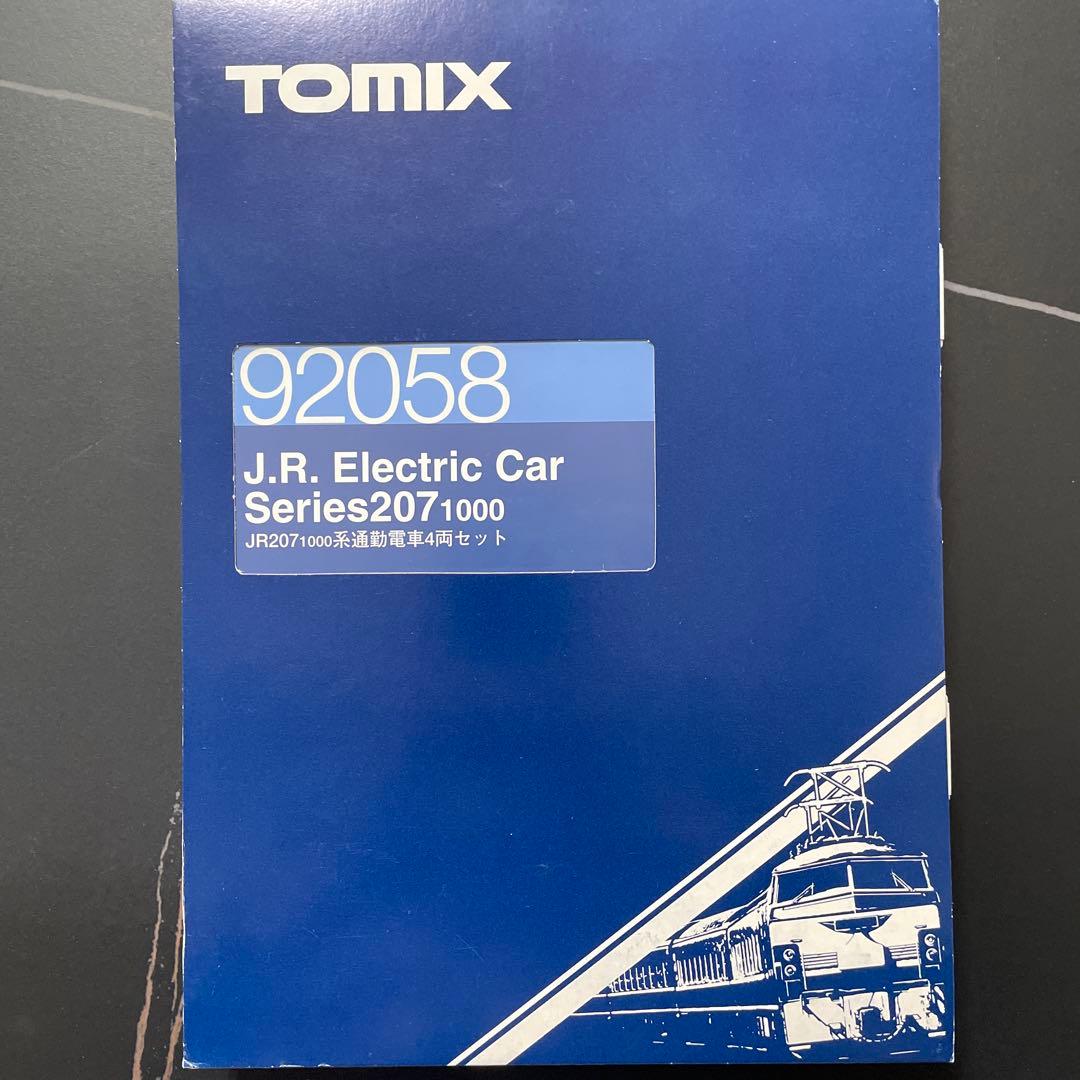 TOMIX
92058
J.R. Electric Car
Series207 1000
JR207 1000系通勤電車4両セット